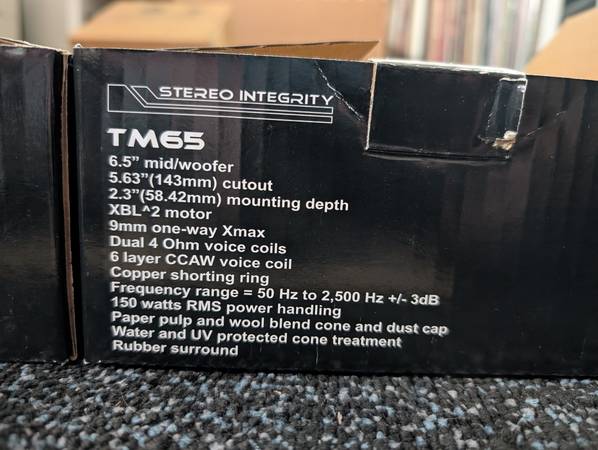 STEREO INTEGRITY
TM65
6.5” mid/woofer
5.63”(143mm) cutout
2.3”(58.42mm) mounting depth
XBL^2 motor
9mm one-way Xmax
Dual 4 Ohm voice coils
6 layer CCAW voice coil
Copper shorting ring
Frequency range = 50 Hz to 2,500 Hz +/- 3dB
150 watts RMS power handling
Paper pulp and wool blend cone and dust cap
Water and UV protected cone treatment
Rubber surround